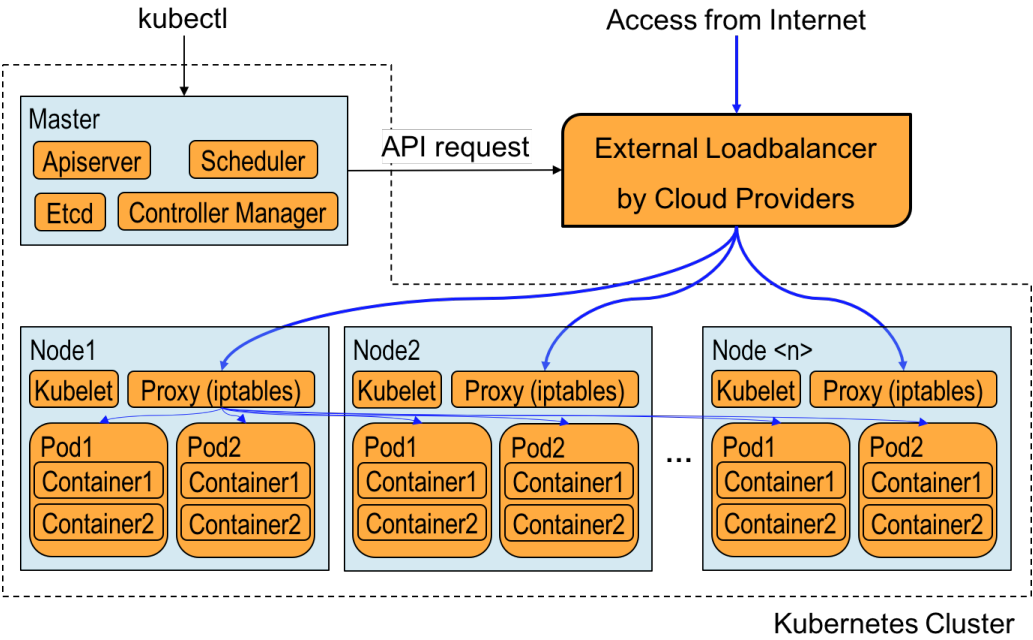 kubectl
Access from Internet
Master
Apiserver
Scheduler
Etcd
Controller Manager
API request
External Loadbalancer
by Cloud Providers
Node1
Kubelet
Proxy (iptables)
Pod1
Container1
Container2
Pod2
Container1
Container2
Node2
Kubelet
Proxy (iptables)
Pod1
Container1
Container2
Pod2
Container1
Container2
...
Node <n>
Kubelet
Proxy (iptables)
Pod1
Container1
Container2
Pod2
Container1
Container2
Kubernetes Cluster